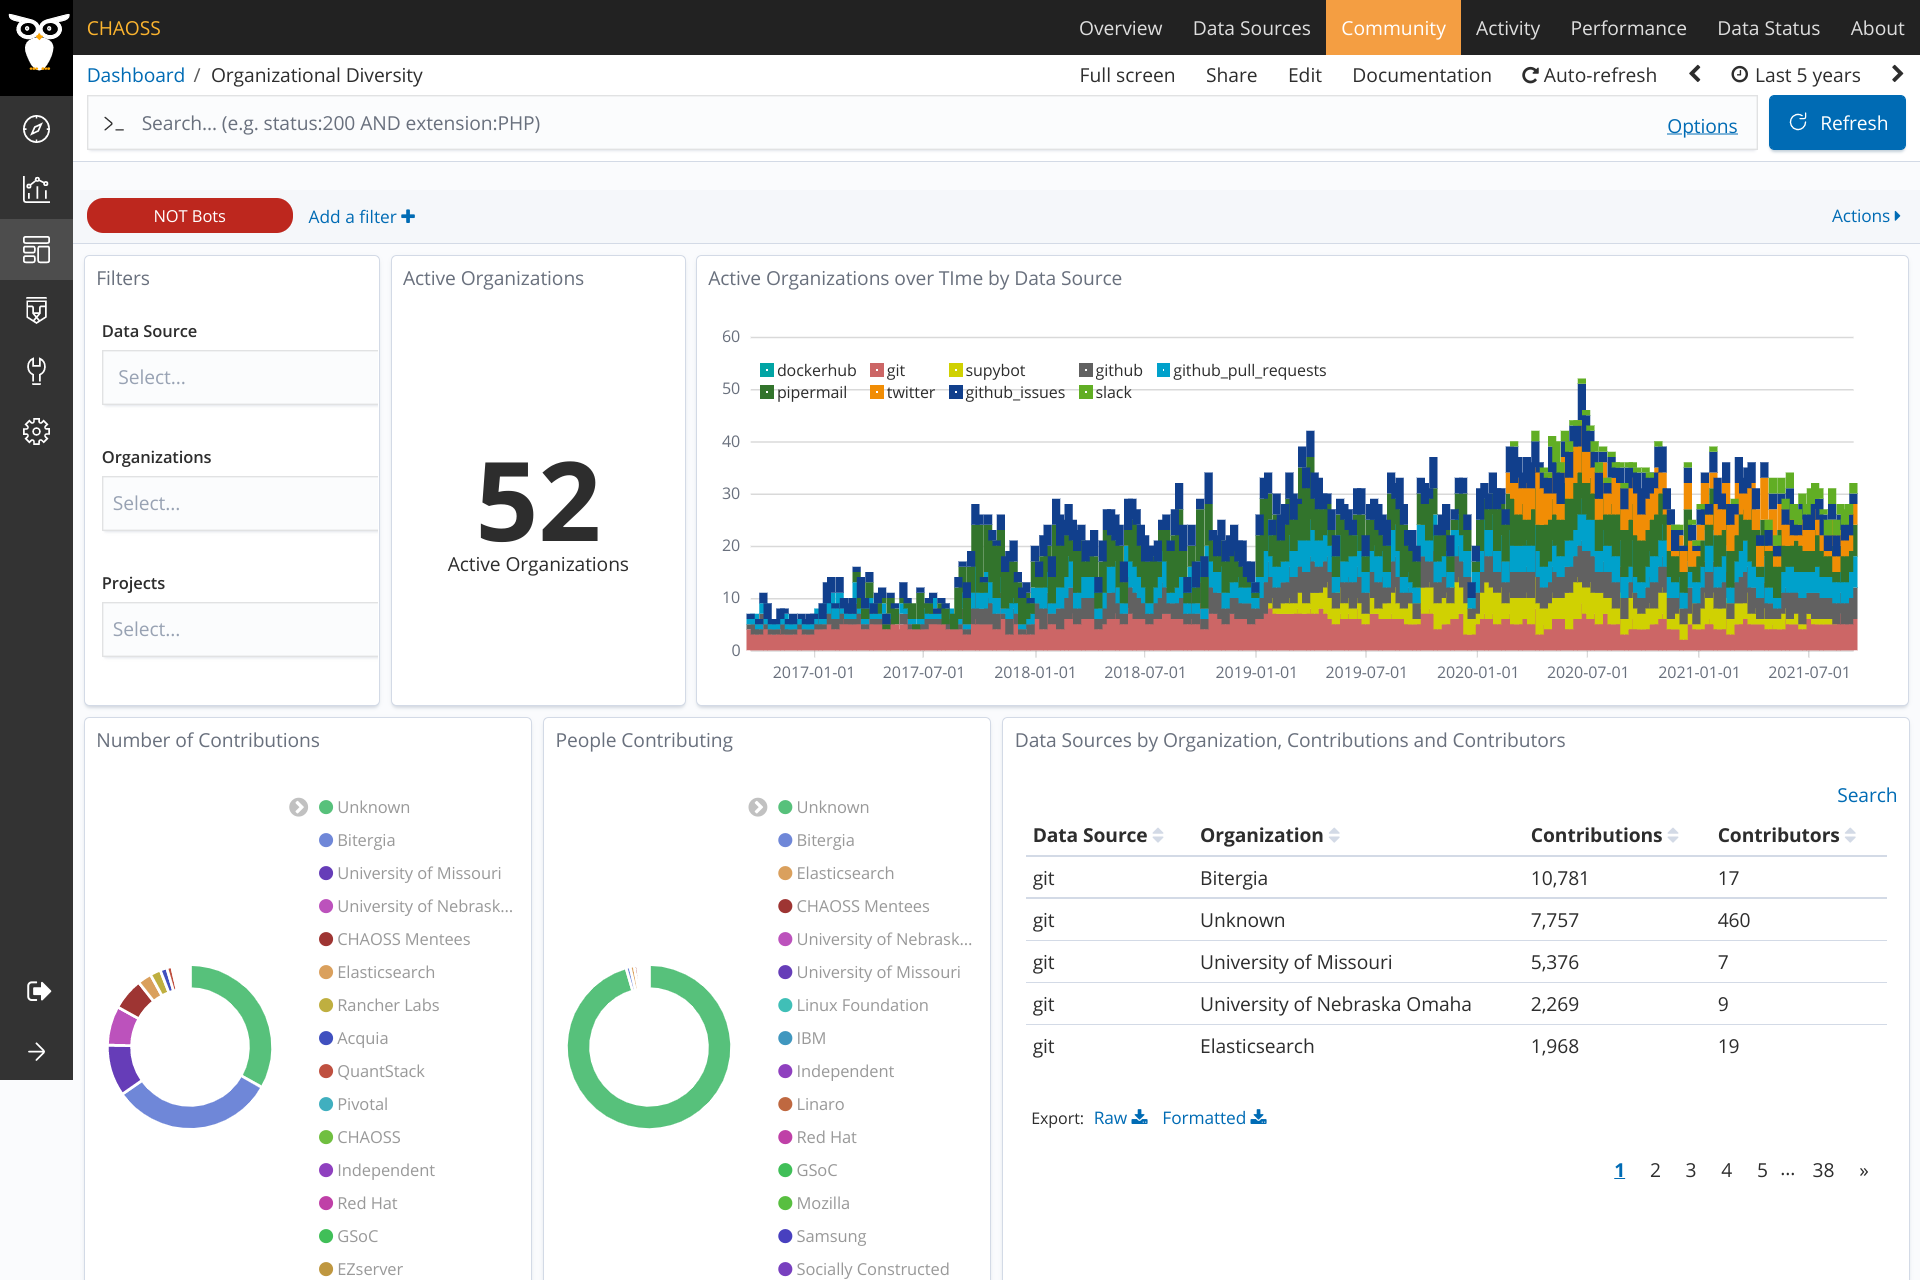 CHAOSS
Overview Data Sources Community Activity Performance Data Status About
Dashboard / Organizational Diversity
Full screen Share Edit Documentation Auto-refresh Last 5 years
>_ Search... (e.g. status:200 AND extension:PHP)
Options
Refresh
NOT Bots
Add a filter
Actions
Filters
Data Source
Select...
Organizations
Select...
Projects
Select...
Active Organizations
52
Active Organizations
Active Organizations over TIme by Data Source
60
50
40
30
20
10
0
dockerhub git supybot github github_pull_requests
pipermail twitter github_issues slack
2017-01-01 2017-07-01 2018-01-01 2018-07-01 2019-01-01 2019-07-01 2020-01-01 2020-07-01 2021-01-01 2021-07-01
Number of Contributions
Unknown
Bitergia
University of Missouri
University of Nebrask...
CHAOSS Mentees
Elasticsearch
Rancher Labs
Acquia
QuantStack
Pivotal
CHAOSS
Independent
Red Hat
GSoC
EZserver
People Contributing
Unknown
Bitergia
Elasticsearch
CHAOSS Mentees
University of Nebrask...
University of Missouri
Linux Foundation
IBM
Independent
Linaro
Red Hat
GSoC
Mozilla
Samsung
Socially Constructed
Data Sources by Organization, Contributions and Contributors
Search
Data Source Organization Contributions Contributors
git Bitergia 10,781 17
git Unknown 7,757 460
git University of Missouri 5,376 7
git University of Nebraska Omaha 2,269 9
git Elasticsearch 1,968 19
Export: Raw Formatted
1 2 3 4 5 ... 38 »